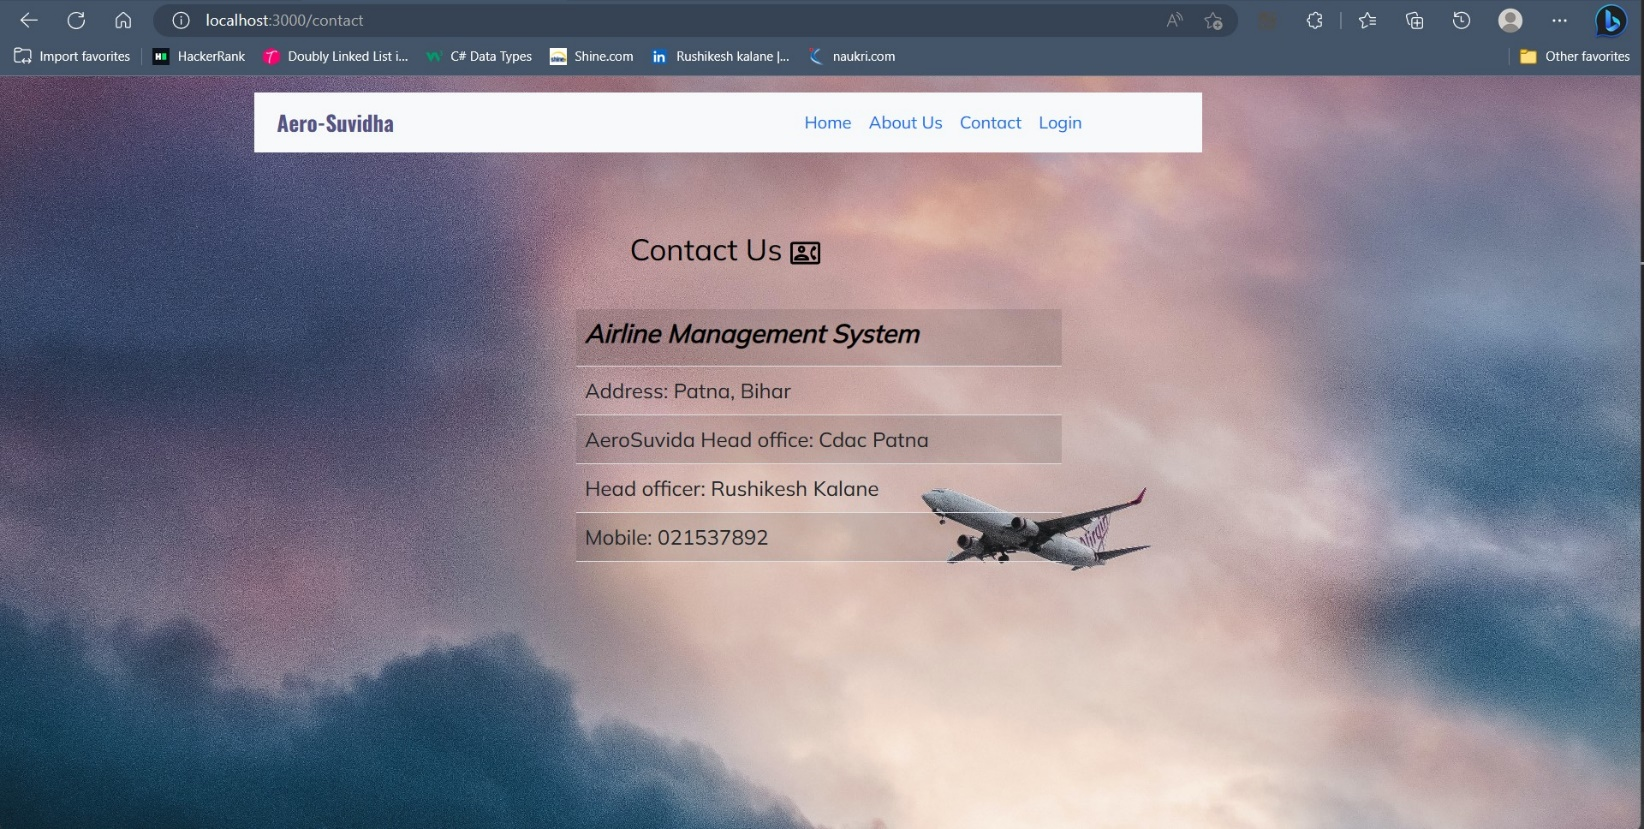 localhost:3000/contact
Import favorites HackerRank Doubly Linked List i... C# Data Types Shine.com Rushikesh kalane |... naukri.com Other favorites
Aero-Suvidha Home About Us Contact Login
Contact Us
Airline Management System
Address: Patna, Bihar
AeroSuvida Head office: Cdac Patna
Head officer: Rushikesh Kalane
Mobile: 021537892
Virgin